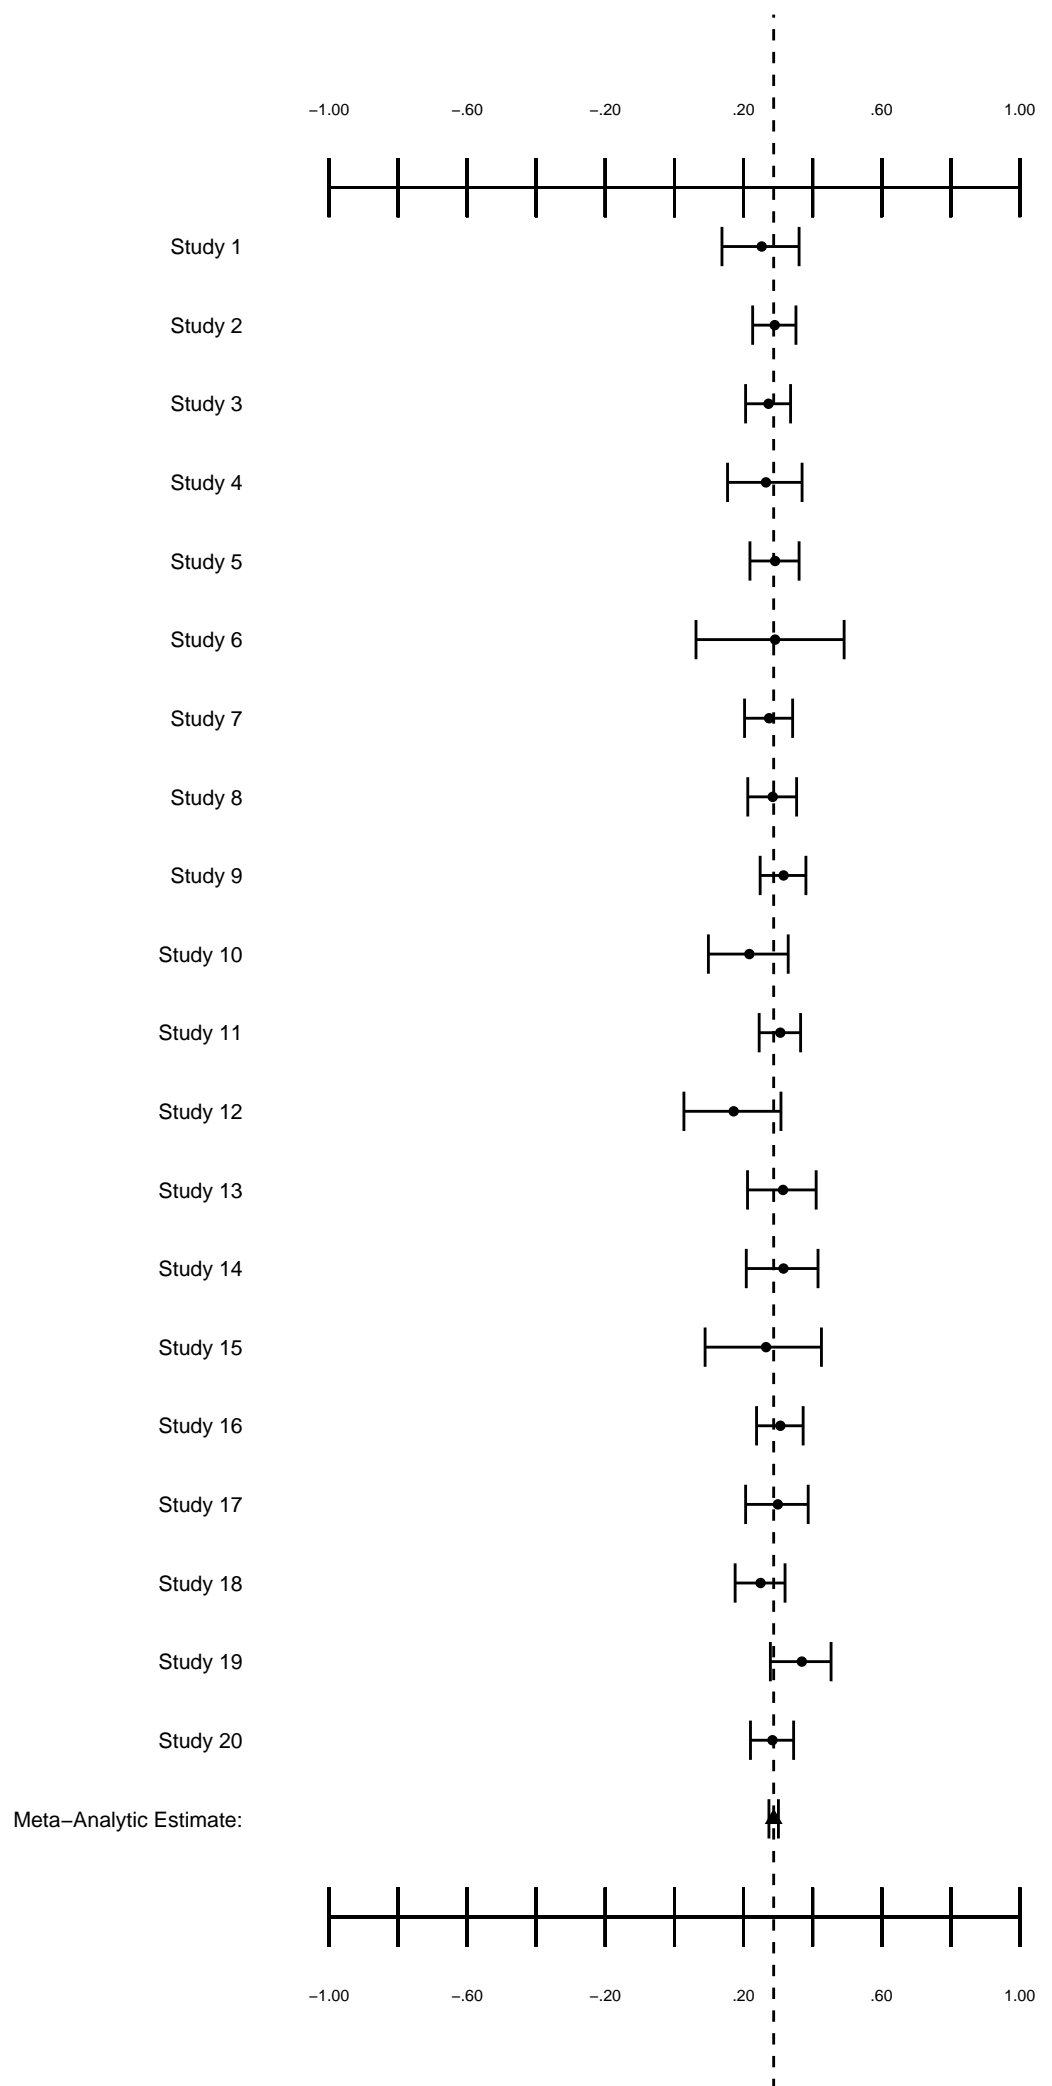 −1.00 −.60 −.20 .20 .60 1.00
Study 1
Study 2
Study 3
Study 4
Study 5
Study 6
Study 7
Study 8
Study 9
Study 10
Study 11
Study 12
Study 13
Study 14
Study 15
Study 16
Study 17
Study 18
Study 19
Study 20
Meta−Analytic Estimate:
−1.00 −.60 −.20 .20 .60 1.00